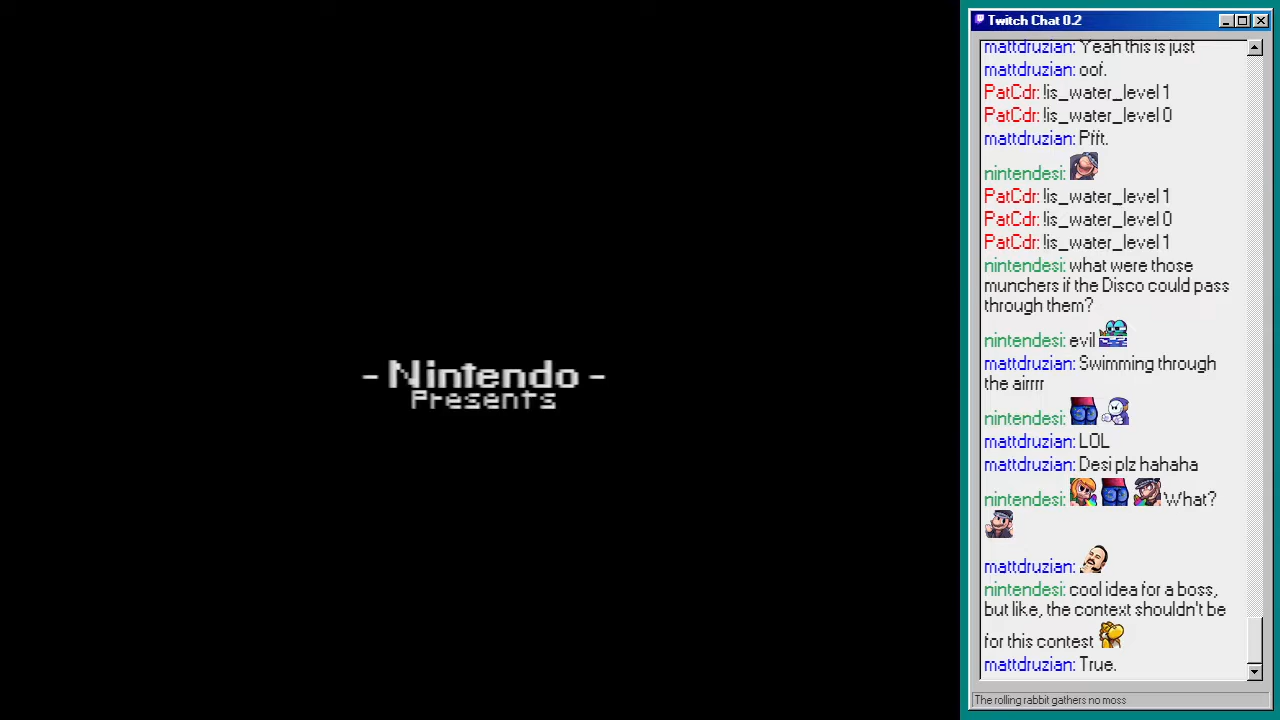 - Nintendo -
Presents
Twitch Chat 0.2
mattdruzian: Yeah this is just
mattdruzian: oof.
PatCdr: !is_water_level 1
PatCdr: !is_water_level 0
mattdruzian: Pfft.
nintendesi:
PatCdr: !is_water_level 1
PatCdr: !is_water_level 0
PatCdr: !is_water_level 1
nintendesi: what were those
munchers if the Disco could pass
through them?
nintendesi: evil
mattdruzian: Swimming through
the airrrr
nintendesi:
mattdruzian: LOL
mattdruzian: Desi plz hahaha
nintendesi: What?
mattdruzian:
nintendesi: cool idea for a boss,
but like, the context shouldn't be
for this contest
mattdruzian: True.
The rolling rabbit gathers no moss